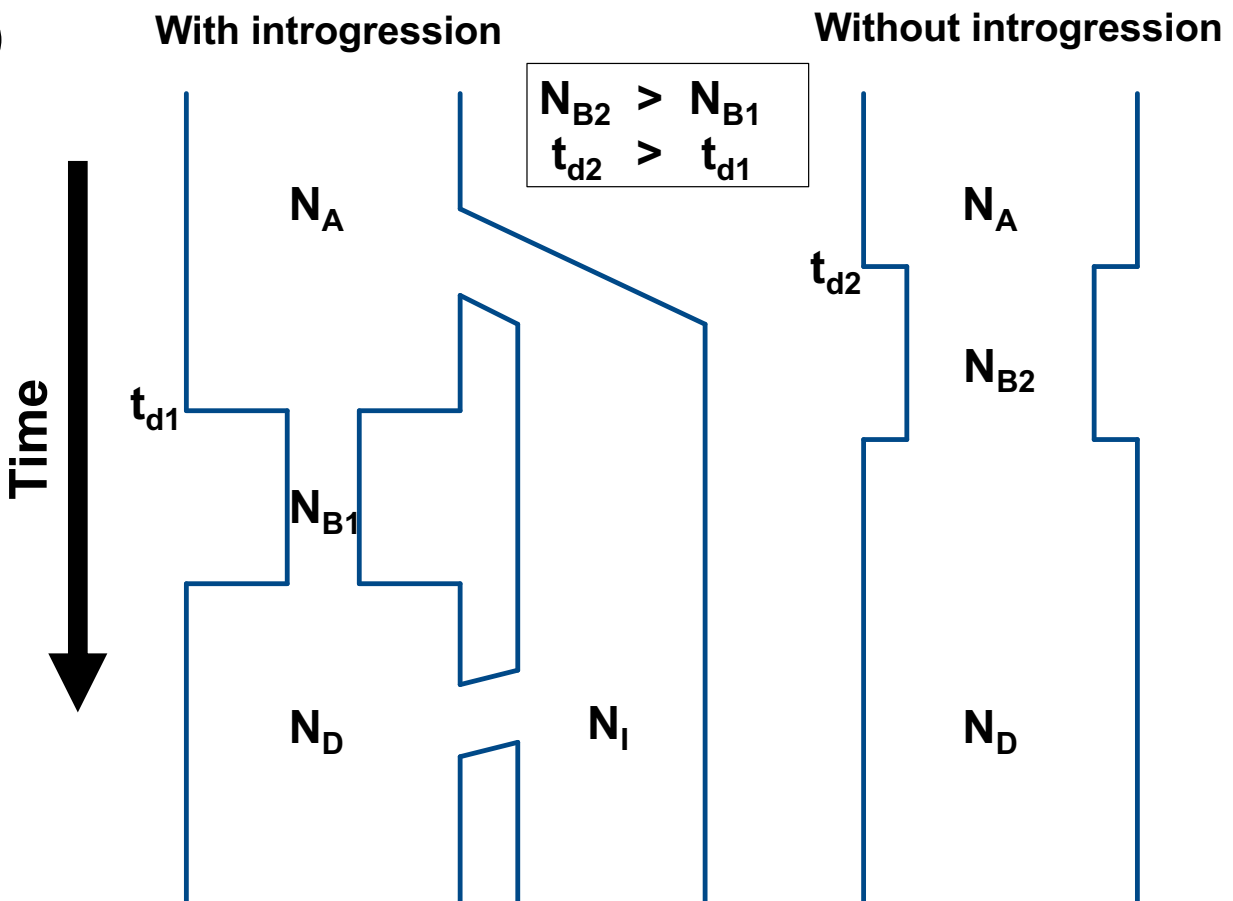 )
With introgression
Without introgression
N_B2 > N_B1
t_d2 > t_d1
N_A
N_A
t_d2
N_B2
t_d1
Time
N_B1
N_D
N_I
N_D